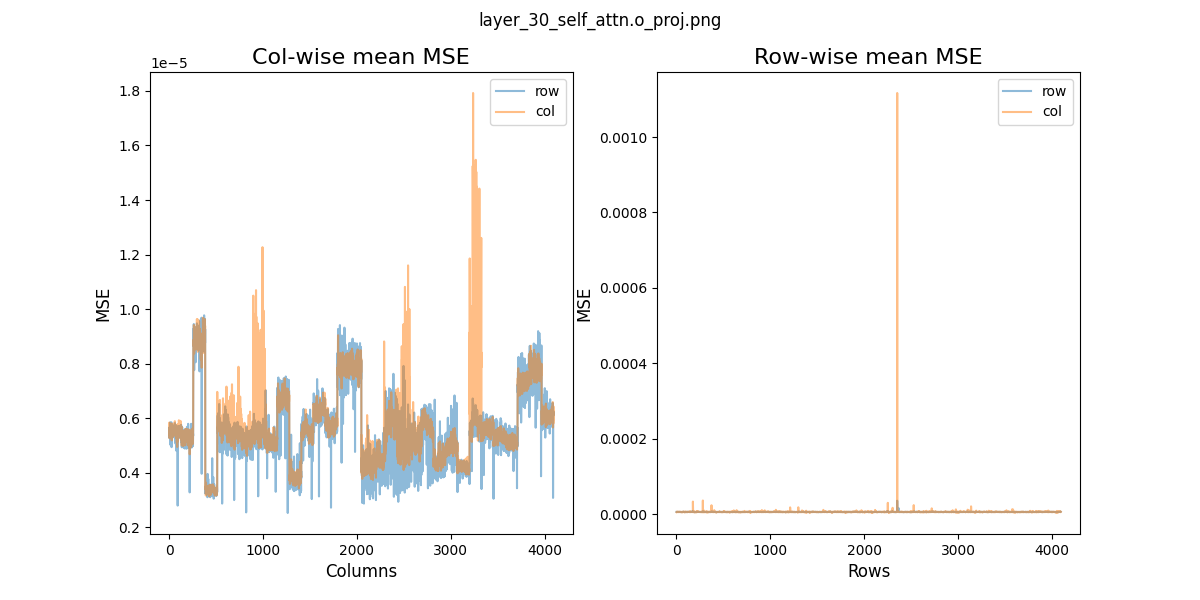 layer_30_self_attn.o_proj.png
Col-wise mean MSE
1e−5
row
col
1.8
1.6
1.4
1.2
1.0
0.8
0.6
0.4
0.2
MSE
0
1000
2000
3000
4000
Columns
Row-wise mean MSE
row
col
0.0010
0.0008
0.0006
0.0004
0.0002
0.0000
MSE
0
1000
2000
3000
4000
Rows